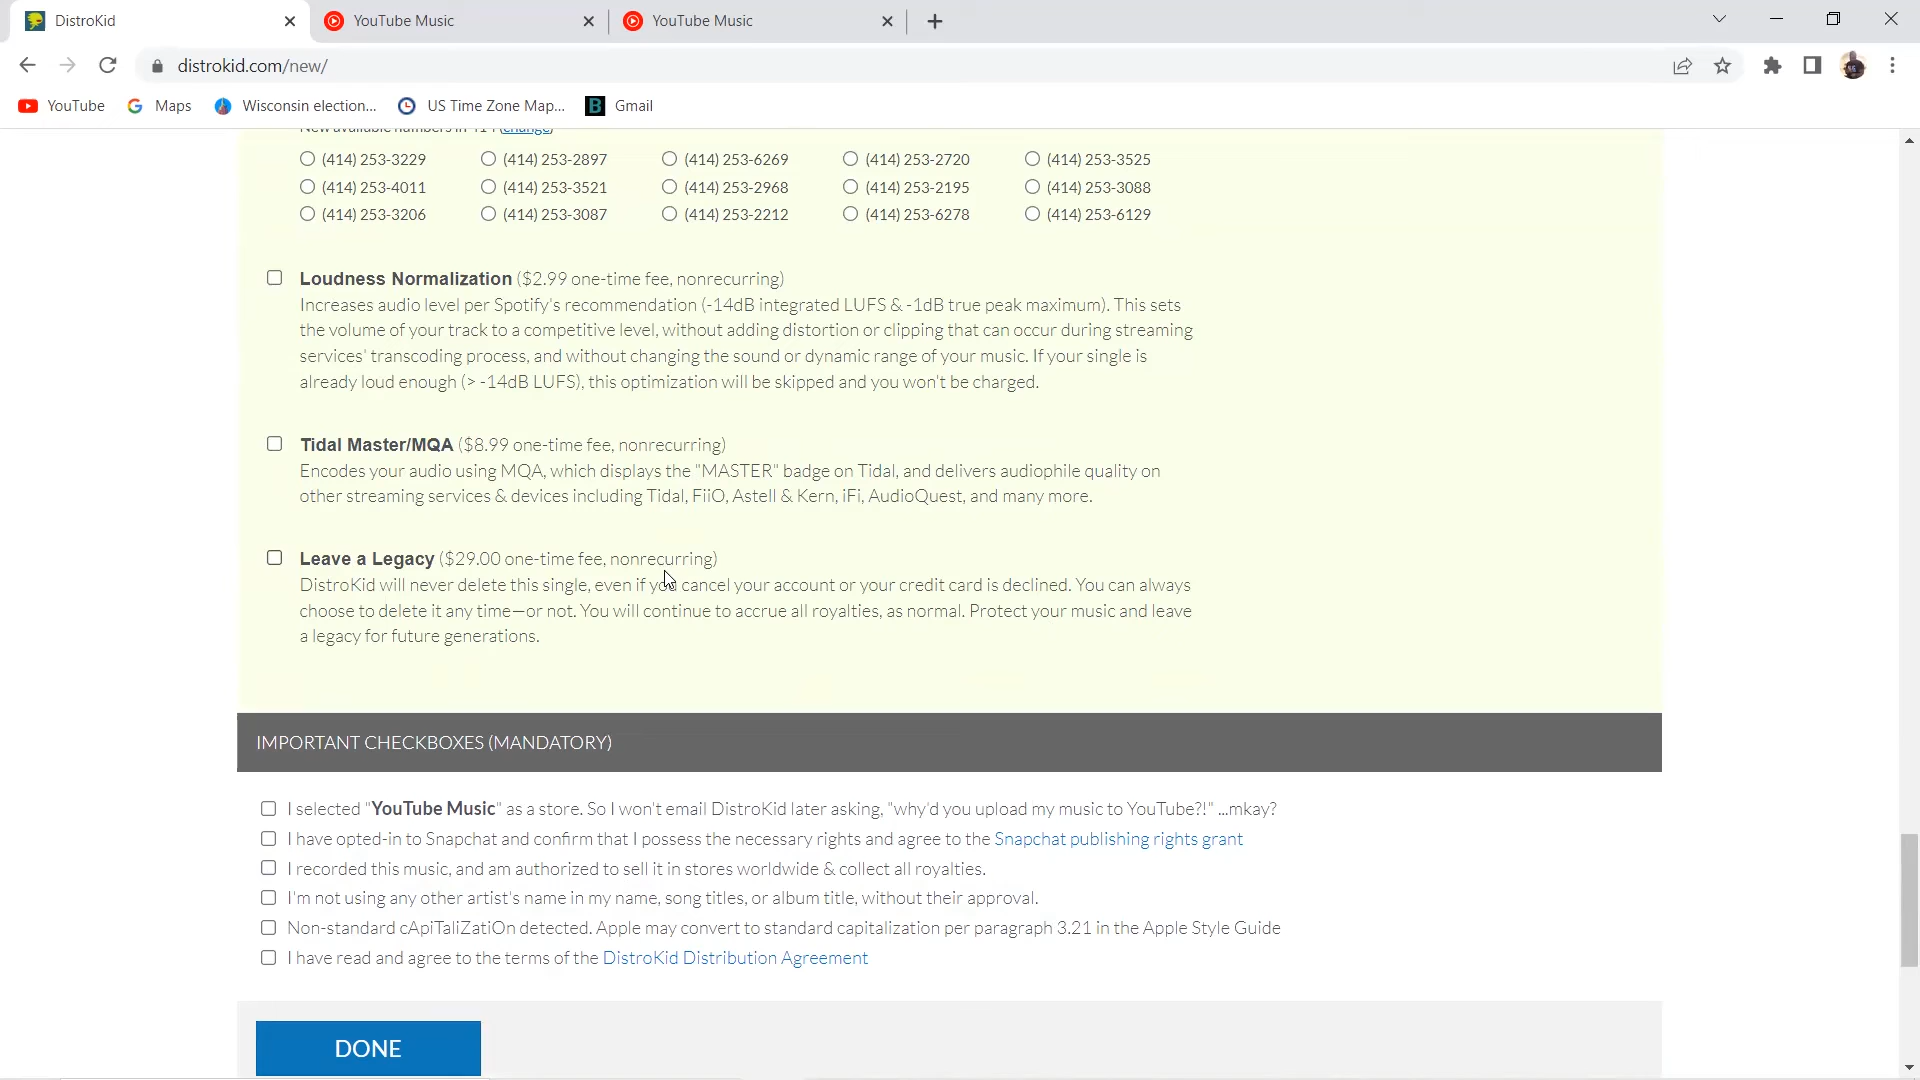 DistroKid
YouTube Music
YouTube Music
distrokid.com/new/
YouTube
Maps
Wisconsin election...
US Time Zone Map...
B Gmail
(change)
(414) 253-3229 (414) 253-2897 (414) 253-6269 (414) 253-2720 (414) 253-3525
(414) 253-4011 (414) 253-3521 (414) 253-2968 (414) 253-2195 (414) 253-3088
(414) 253-3206 (414) 253-3087 (414) 253-2212 (414) 253-6278 (414) 253-6129
Loudness Normalization ($2.99 one-time fee, nonrecurring)
Increases audio level per Spotify's recommendation (-14dB integrated LUFS & -1dB true peak maximum). This sets
the volume of your track to a competitive level, without adding distortion or clipping that can occur during streaming
services' transcoding process, and without changing the sound or dynamic range of your music. If your single is
already loud enough (> -14dB LUFS), this optimization will be skipped and you won't be charged.
Tidal Master/MQA ($8.99 one-time fee, nonrecurring)
Encodes your audio using MQA, which displays the "MASTER" badge on Tidal, and delivers audiophile quality on
other streaming services & devices including Tidal, FiiO, Astell & Kern, iFi, AudioQuest, and many more.
Leave a Legacy ($29.00 one-time fee, nonrecurring)
DistroKid will never delete this single, even if you cancel your account or your credit card is declined. You can always
choose to delete it any time—or not. You will continue to accrue all royalties, as normal. Protect your music and leave
a legacy for future generations.
IMPORTANT CHECKBOXES (MANDATORY)
I selected "YouTube Music" as a store. So I won't email DistroKid later asking, "why'd you upload my music to YouTube?!" ...mkay?
I have opted-in to Snapchat and confirm that I possess the necessary rights and agree to the Snapchat publishing rights grant
I recorded this music, and am authorized to sell it in stores worldwide & collect all royalties.
I'm not using any other artist's name in my name, song titles, or album title, without their approval.
Non-standard cApiTaliZatiOn detected. Apple may convert to standard capitalization per paragraph 3.21 in the Apple Style Guide
I have read and agree to the terms of the DistroKid Distribution Agreement
DONE